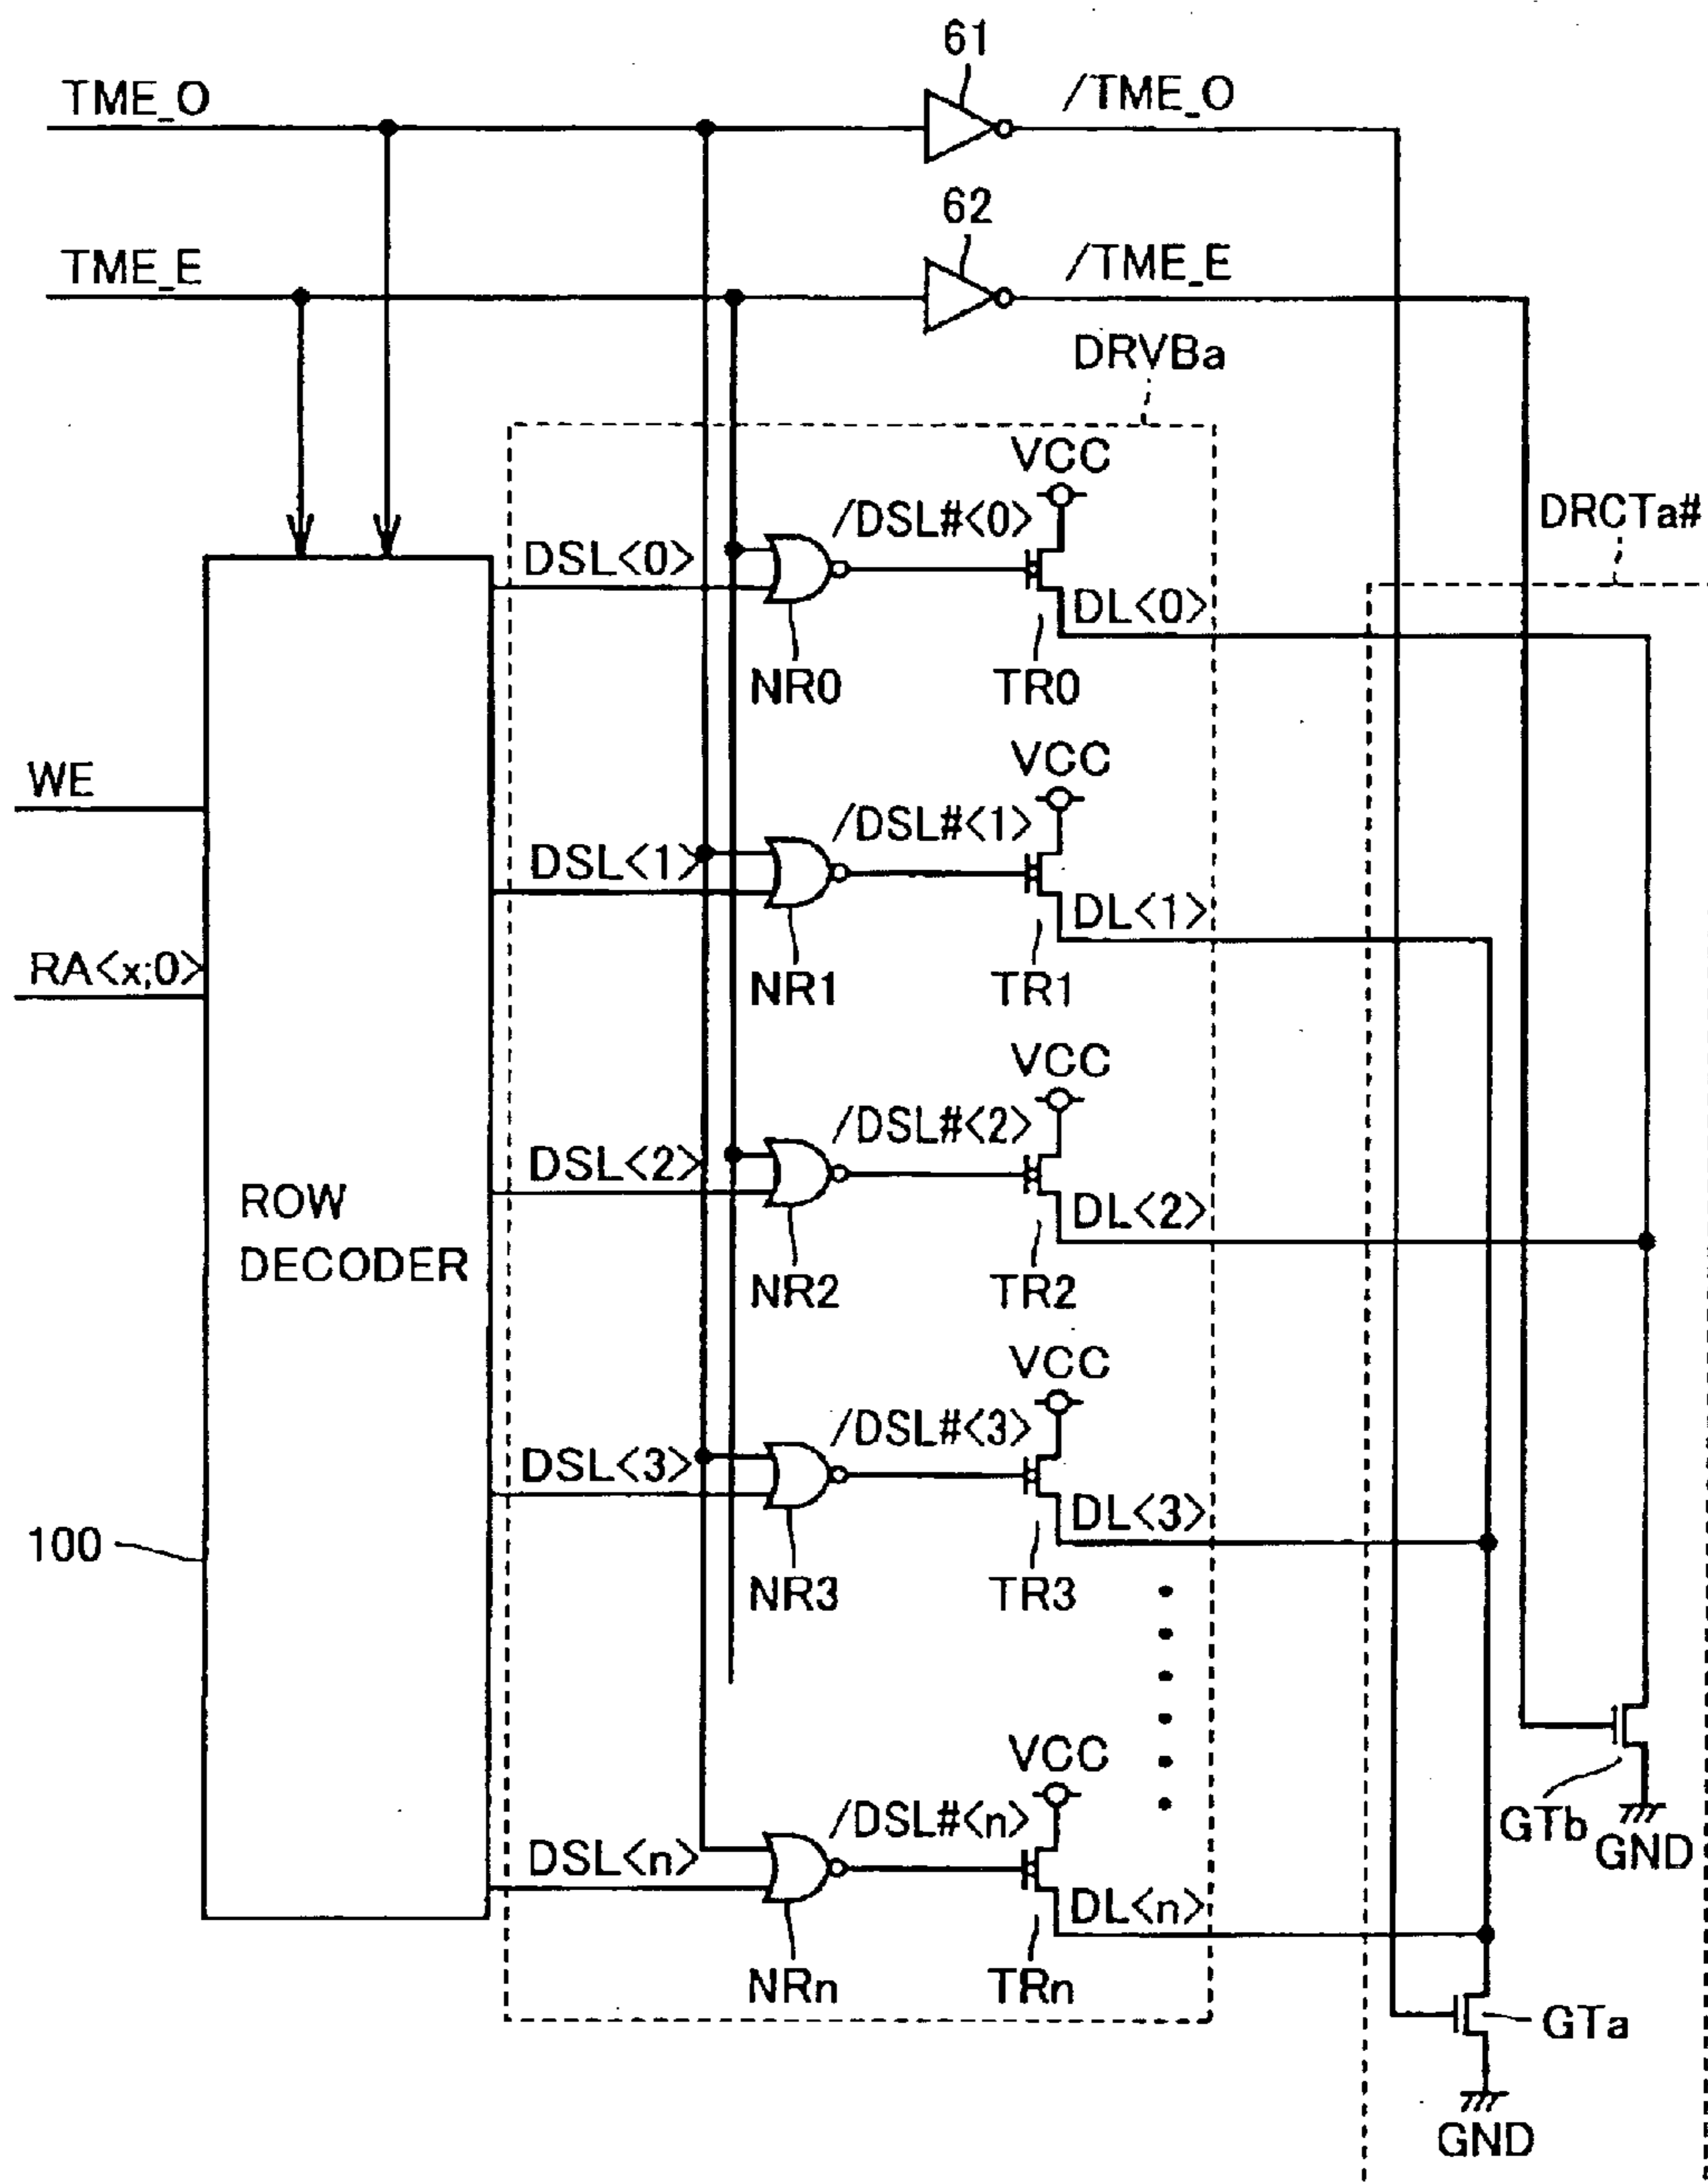 61
TME_O
/TME_O
62
TME_E
/TME_E
DRVBa
VCC
DRCTa#
/DSL#<0>
DSL<0>
DL<0>
NR0
TR0
VCC
WE
/DSL#<1>
DSL<1>
DL<1>
RA<x;0>
NR1
TR1
VCC
/DSL#<2>
DSL<2>
ROW
DECODER
DL<2>
NR2
TR2
VCC
/DSL#<3>
DSL<3>
DL<3>
100
NR3
TR3
VCC
/DSL#<n>
GTb
GND
DSL<n>
DL<n>
NRn
TRn
GTa
GND